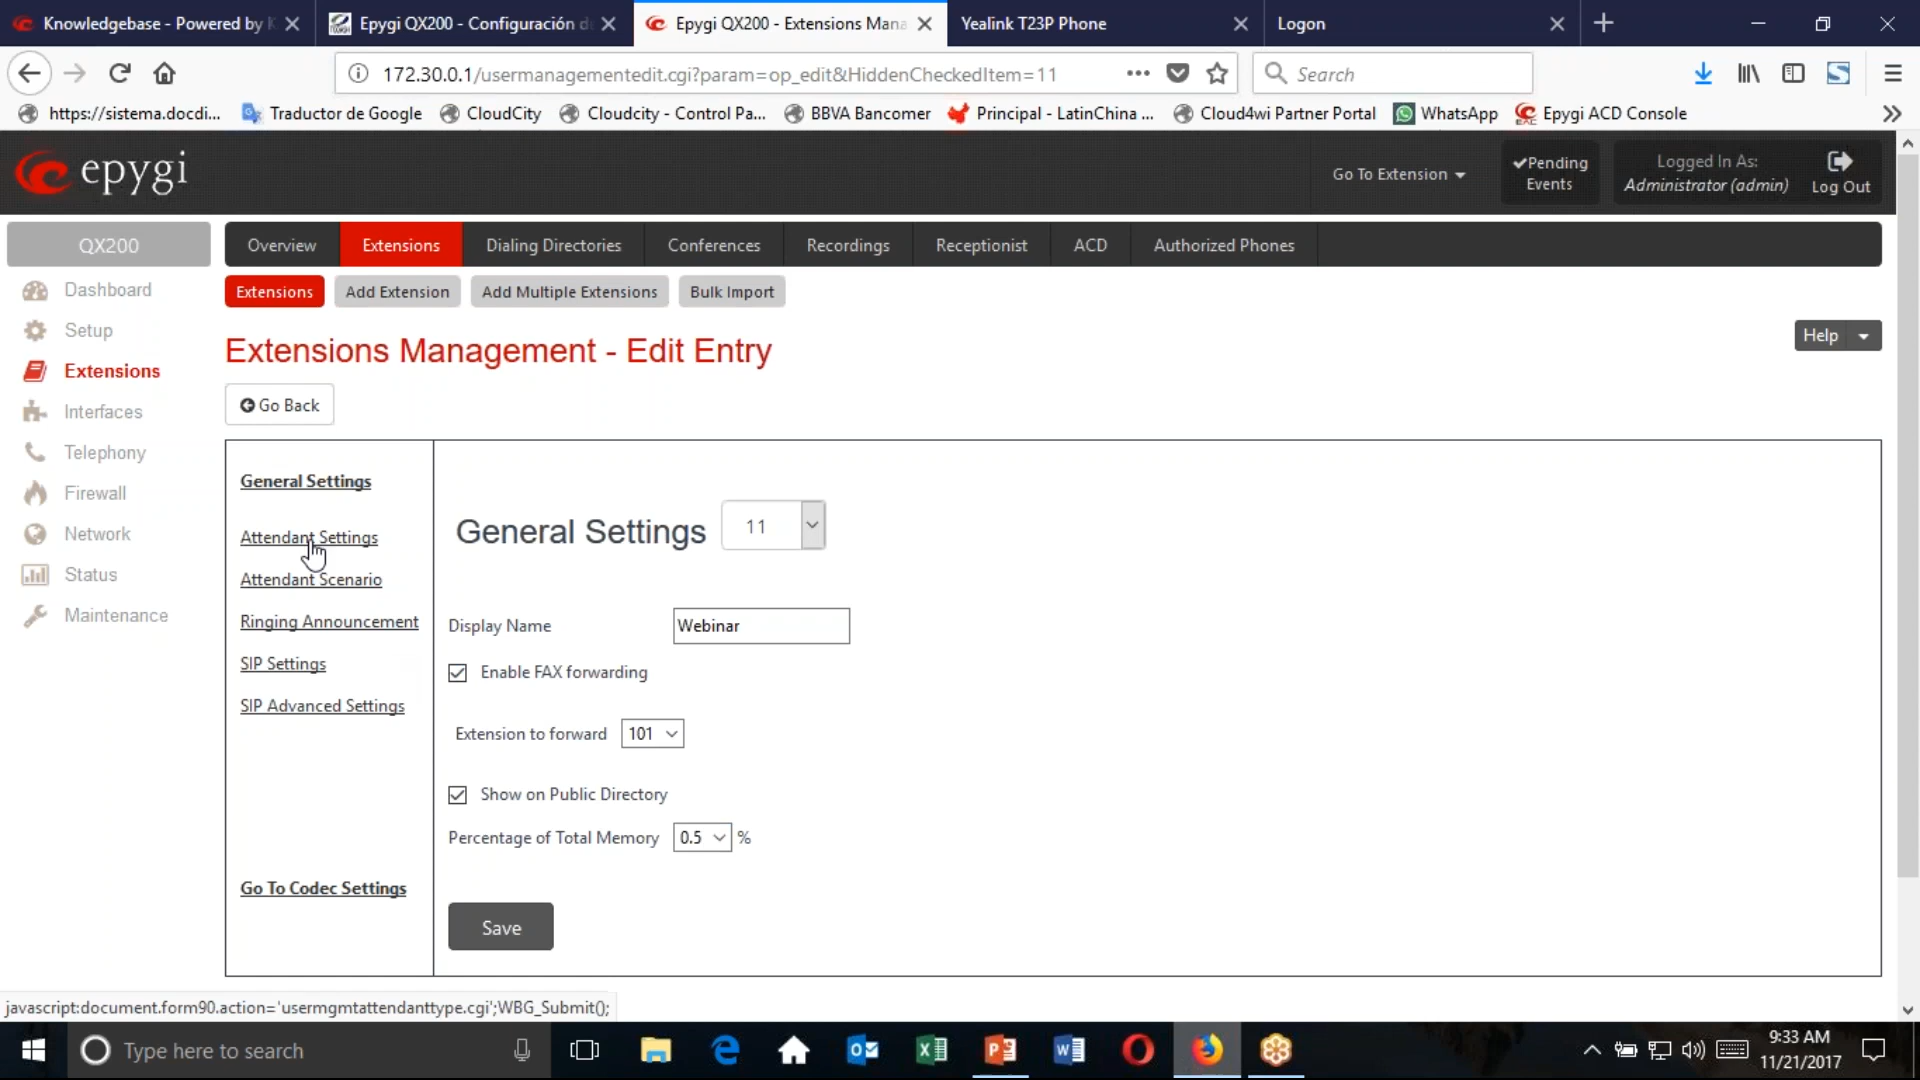 Knowledgebase - Powered by K
Epygi QX200 - Configuración d
Epygi QX200 - Extensions Mana
Yealink T23P Phone
Logon
172.30.0.1/usermanagementedit.cgi?param=op_edit&HiddenCheckedItem=11
Search
https://sistema.docdi...
Traductor de Google
CloudCity
Cloudcity - Control Pa...
BBVA Bancomer
Principal - LatinChina ...
Cloud4wi Partner Portal
WhatsApp
Epygi ACD Console
epygi
Go To Extension
Pending
Events
Logged In As:
Administrator (admin)
Log Out
QX200
Overview
Extensions
Dialing Directories
Conferences
Recordings
Receptionist
ACD
Authorized Phones
Dashboard
Setup
Extensions
Interfaces
Telephony
Firewall
Network
Status
Maintenance
Extensions
Add Extension
Add Multiple Extensions
Bulk Import
Extensions Management - Edit Entry
Help
Go Back
General Settings
Attendant Settings
Attendant Scenario
Ringing Announcement
SIP Settings
SIP Advanced Settings
Go To Codec Settings
General Settings 11
Display Name Webinar
Enable FAX forwarding
Extension to forward 101
Show on Public Directory
Percentage of Total Memory 0.5 %
Save
javascript:document.form90.action='usermgmtattendanttype.cgi';WBG_Submit();
Type here to search
9:33 AM
11/21/2017